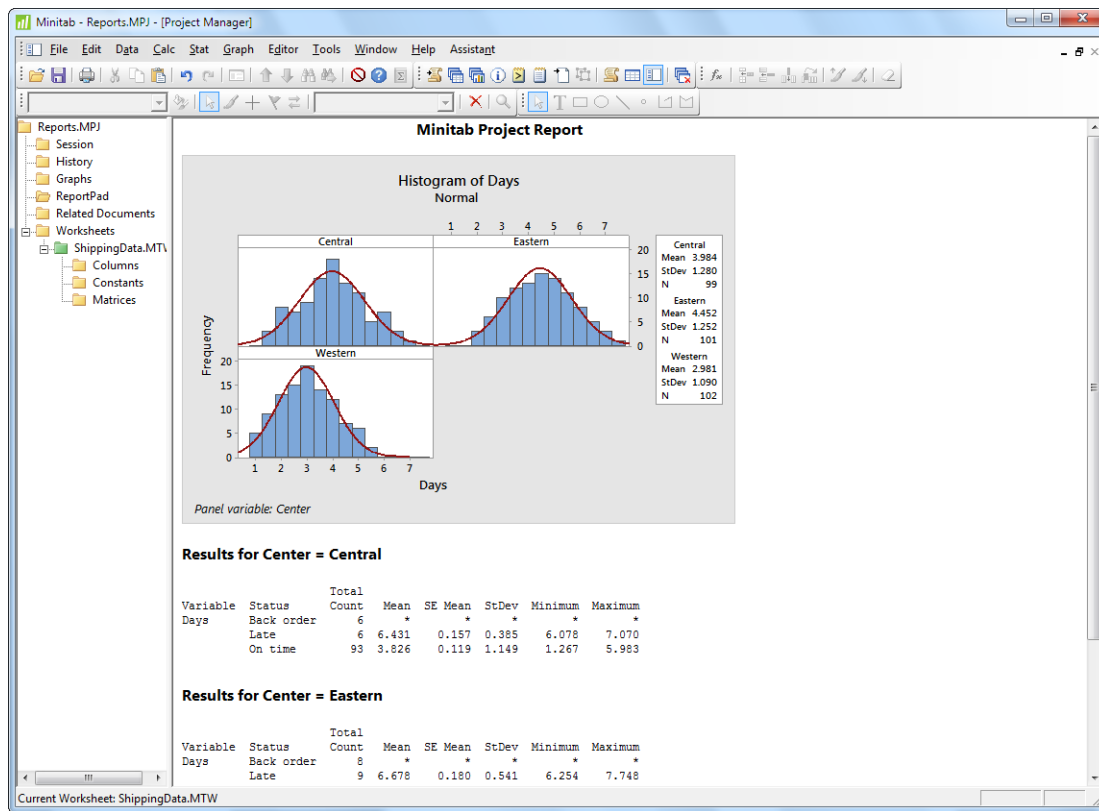 Minitab - Reports.MPJ - [Project Manager]
File Edit Data Calc Stat Graph Editor Tools Window Help Assistant
Reports.MPJ
Session
History
Graphs
ReportPad
Related Documents
Worksheets
ShippingData.MTW
Columns
Constants
Matrices
Minitab Project Report
Histogram of Days
Normal
1 2 3 4 5 6 7
Central
Eastern
Western
Frequency
20
15
10
5
0
20
15
10
5
0
1 2 3 4 5 6 7
Days
Panel variable: Center
Central
Mean 3.984
StDev 1.280
N 99
Eastern
Mean 4.452
StDev 1.252
N 101
Western
Mean 2.981
StDev 1.090
N 102
Results for Center = Central
Total
Variable Status Count Mean SE Mean StDev Minimum Maximum
Days Back order 6 * * * * *
Late 6 6.431 0.157 0.385 6.078 7.070
On time 93 3.826 0.119 1.149 1.267 5.983
Results for Center = Eastern
Total
Variable Status Count Mean SE Mean StDev Minimum Maximum
Days Back order 8 * * * * *
Late 9 6.678 0.180 0.541 6.254 7.748
Current Worksheet: ShippingData.MTW